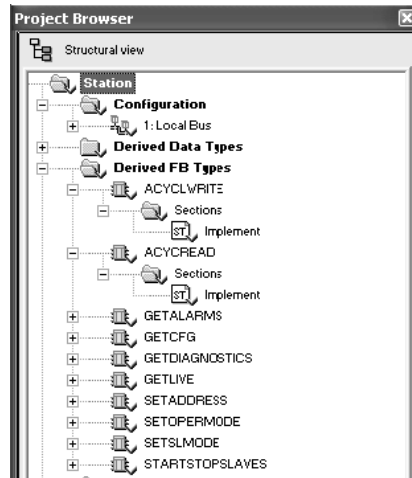 Project Browser
Structural view
Station
Configuration
1: Local Bus
Derived Data Types
Derived FB Types
ACYCLWRITE
Sections
ST Implement
ACYCREAD
Sections
ST Implement
GETALARMS
GETCFG
GETDIAGNOSTICS
GETLIVE
SETADDRESS
SETOPERMODE
SETSLMODE
STARTSTOPSLAVES